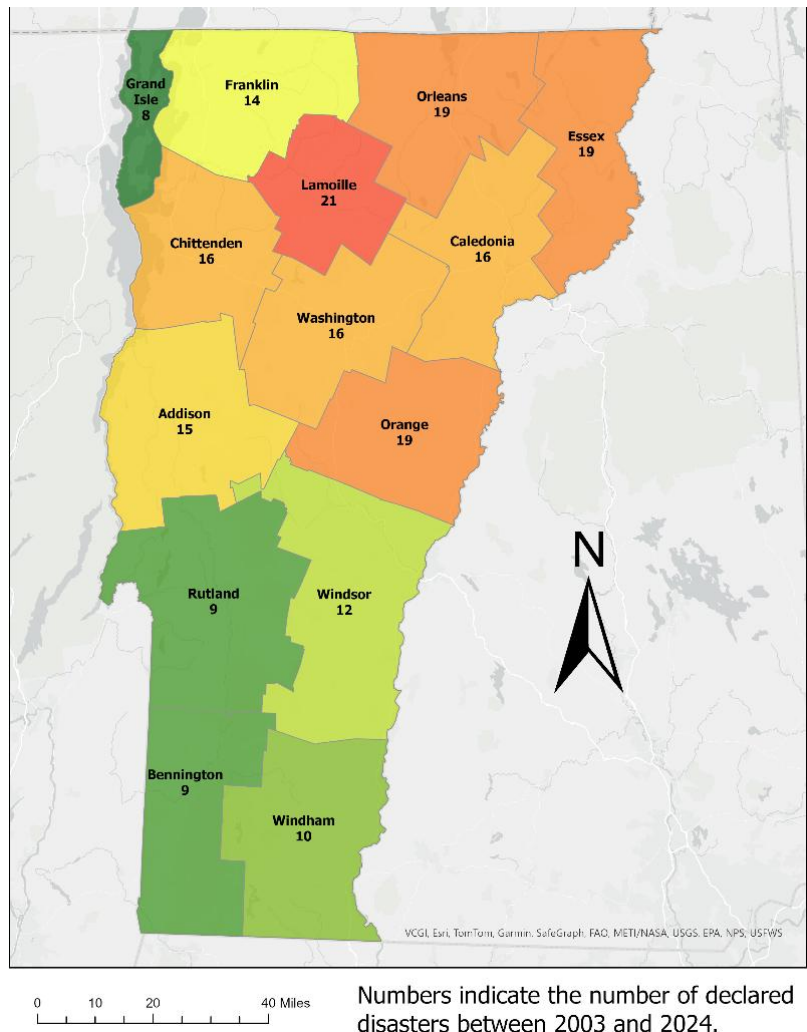 Grand
Isle
8
Franklin
14
Orleans
19
Essex
19
Lamoille
21
Chittenden
16
Caledonia
16
Washington
16
Addison
15
Orange
19
Rutland
9
Windsor
12
N
Bennington
9
Windham
10
VCGI, Esri, TomTom, Garmin, SafeGraph, FAO, METI/NASA, USGS, EPA, NPS, USFWS
0 10 20 40 Miles
Numbers indicate the number of declared
disasters between 2003 and 2024.